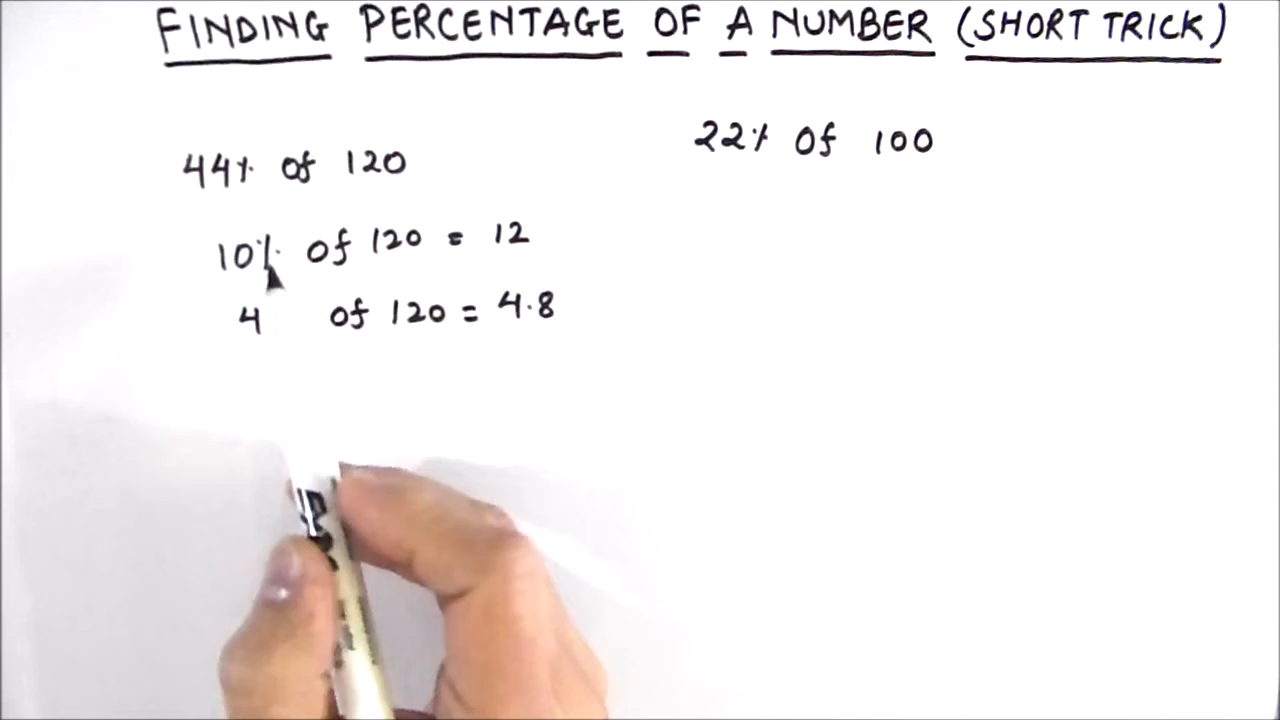 FINDING PERCENTAGE OF A NUMBER (SHORT TRICK)
44% of 120
10% of 120 = 12
4 of 120 = 4.8
22% of 100